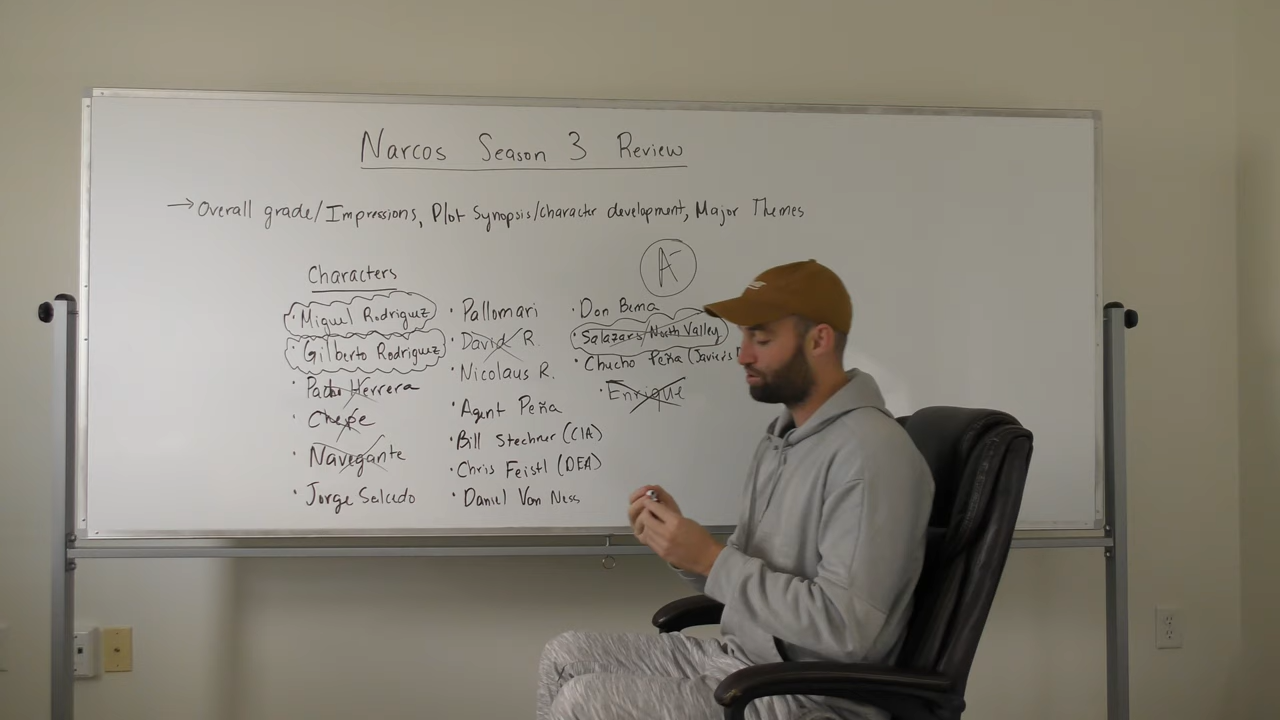 Narcos Season 3 Review
→ Overall grade/Impressions, Plot Synopsis/character development, Major Themes
A-
Characters
· Miguel Rodriguez
· Gilberto Rodriguez
· Pacho Herrera
· Chepe
· Navegante
· Jorge Salcedo
· Pallomari
· David R.
· Nicolaus R.
· Agent Peña
· Bill Stechner (CIA)
· Chris Feistl (DEA)
· Daniel Van Ness
· Don Berna
· Salazars North Valley
· Chucho Peña (Javier's
· Enrique